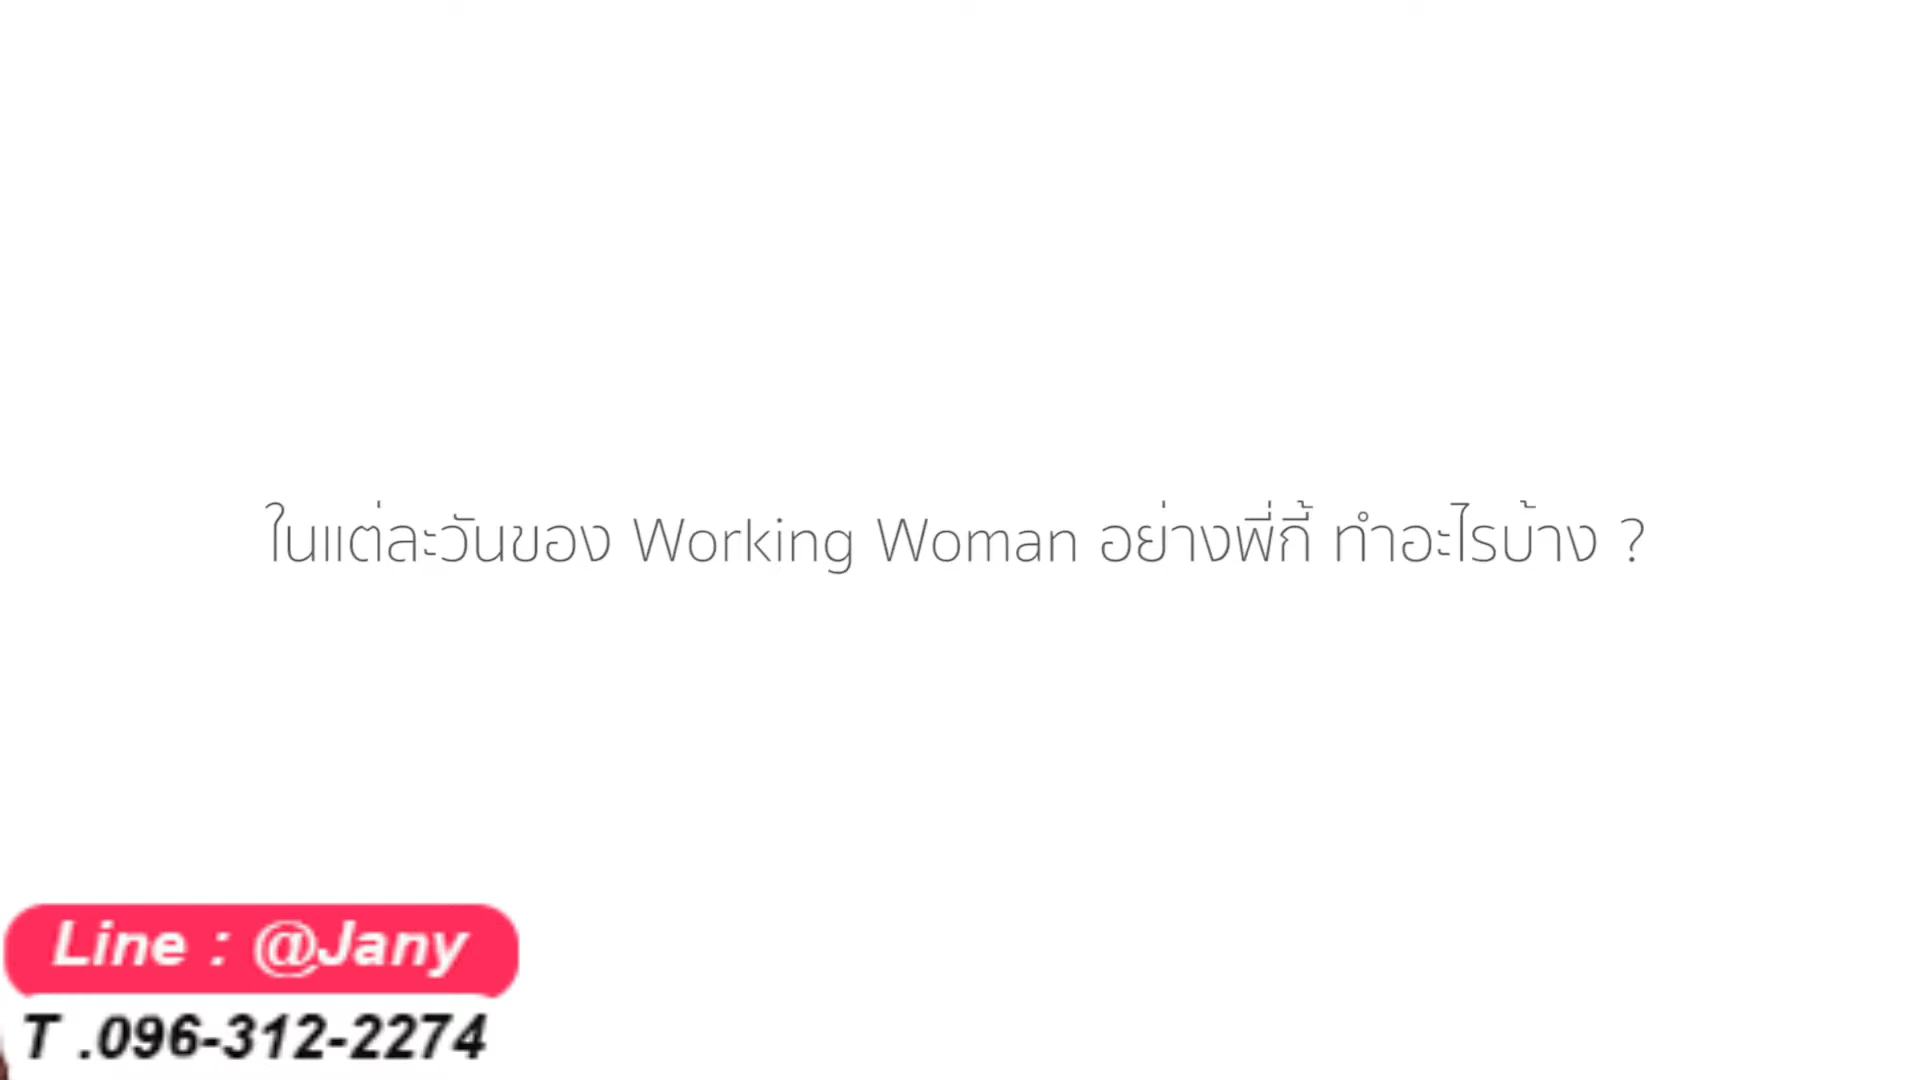 ในแต่ละวันของ Working Woman อย่างพี่กี้ ทำอะไรบ้าง ?
Line : @Jany
T .096-312-2274